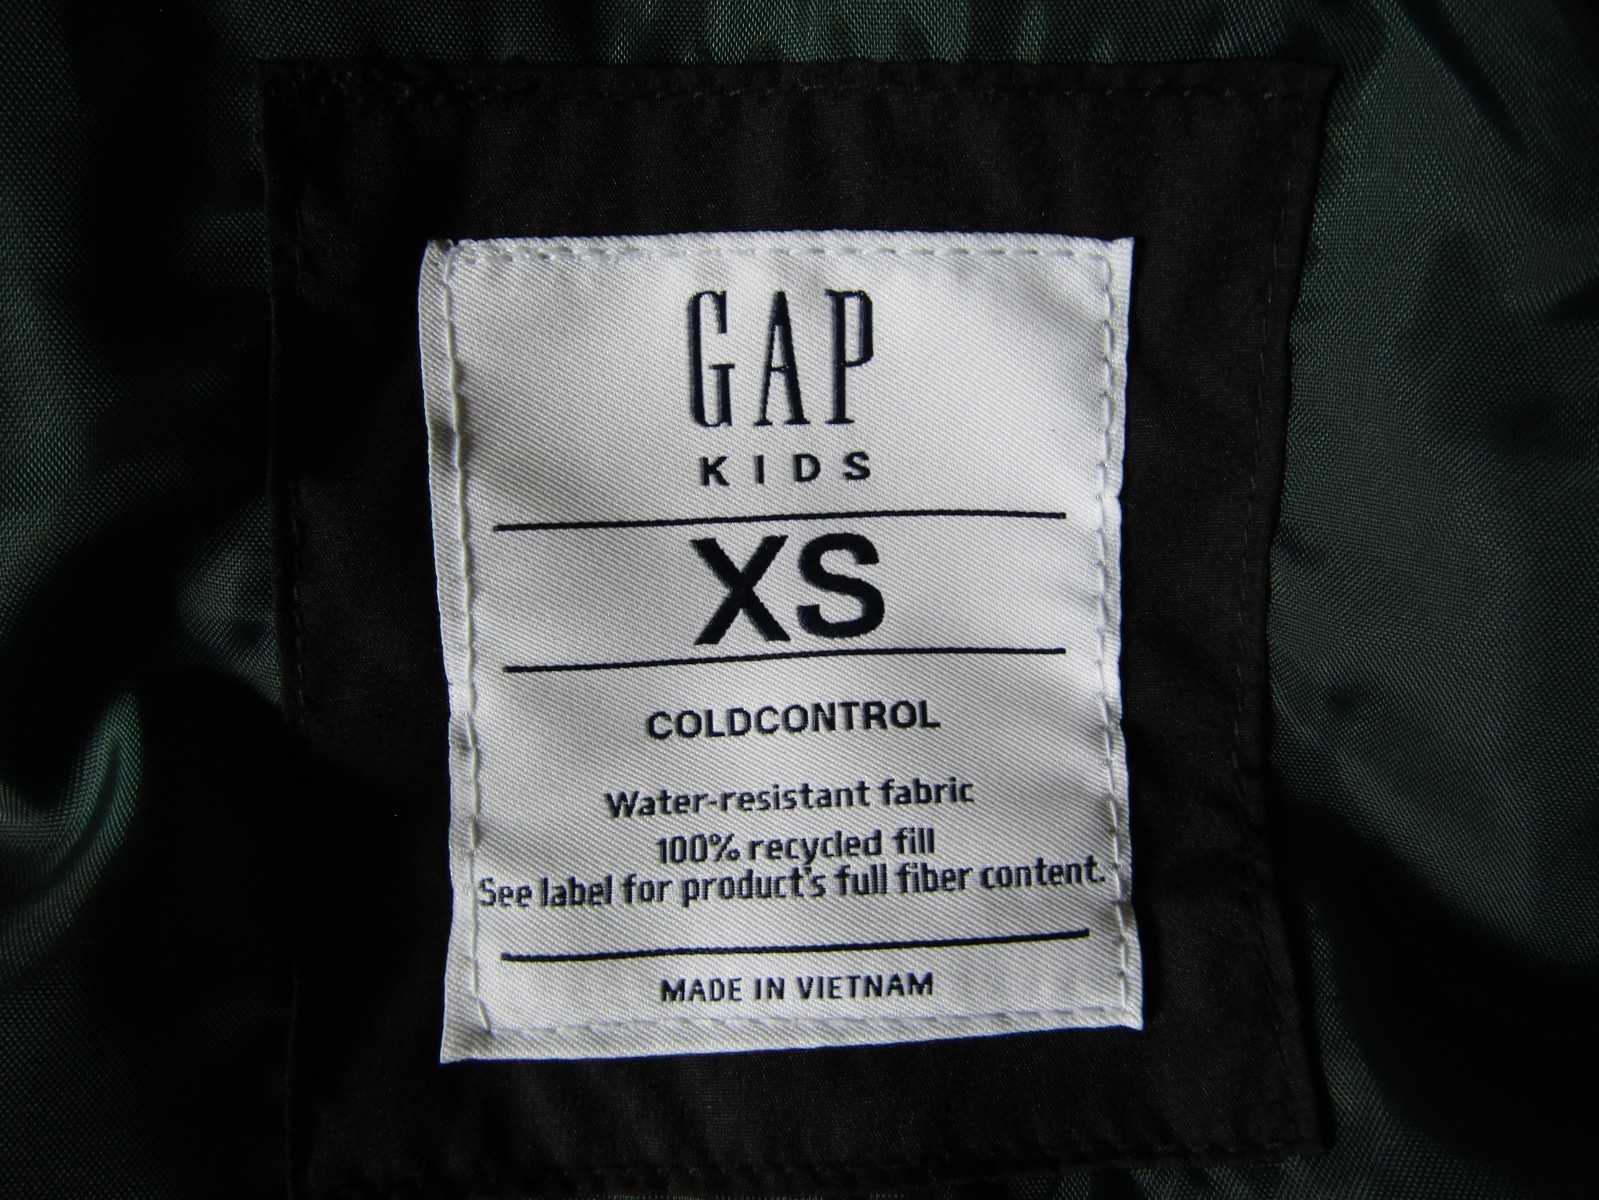 GAP
KIDS
XS
COLDCONTROL
Water-resistant fabric
100% recycled fill
See label for product's full fiber content.
MADE IN VIETNAM